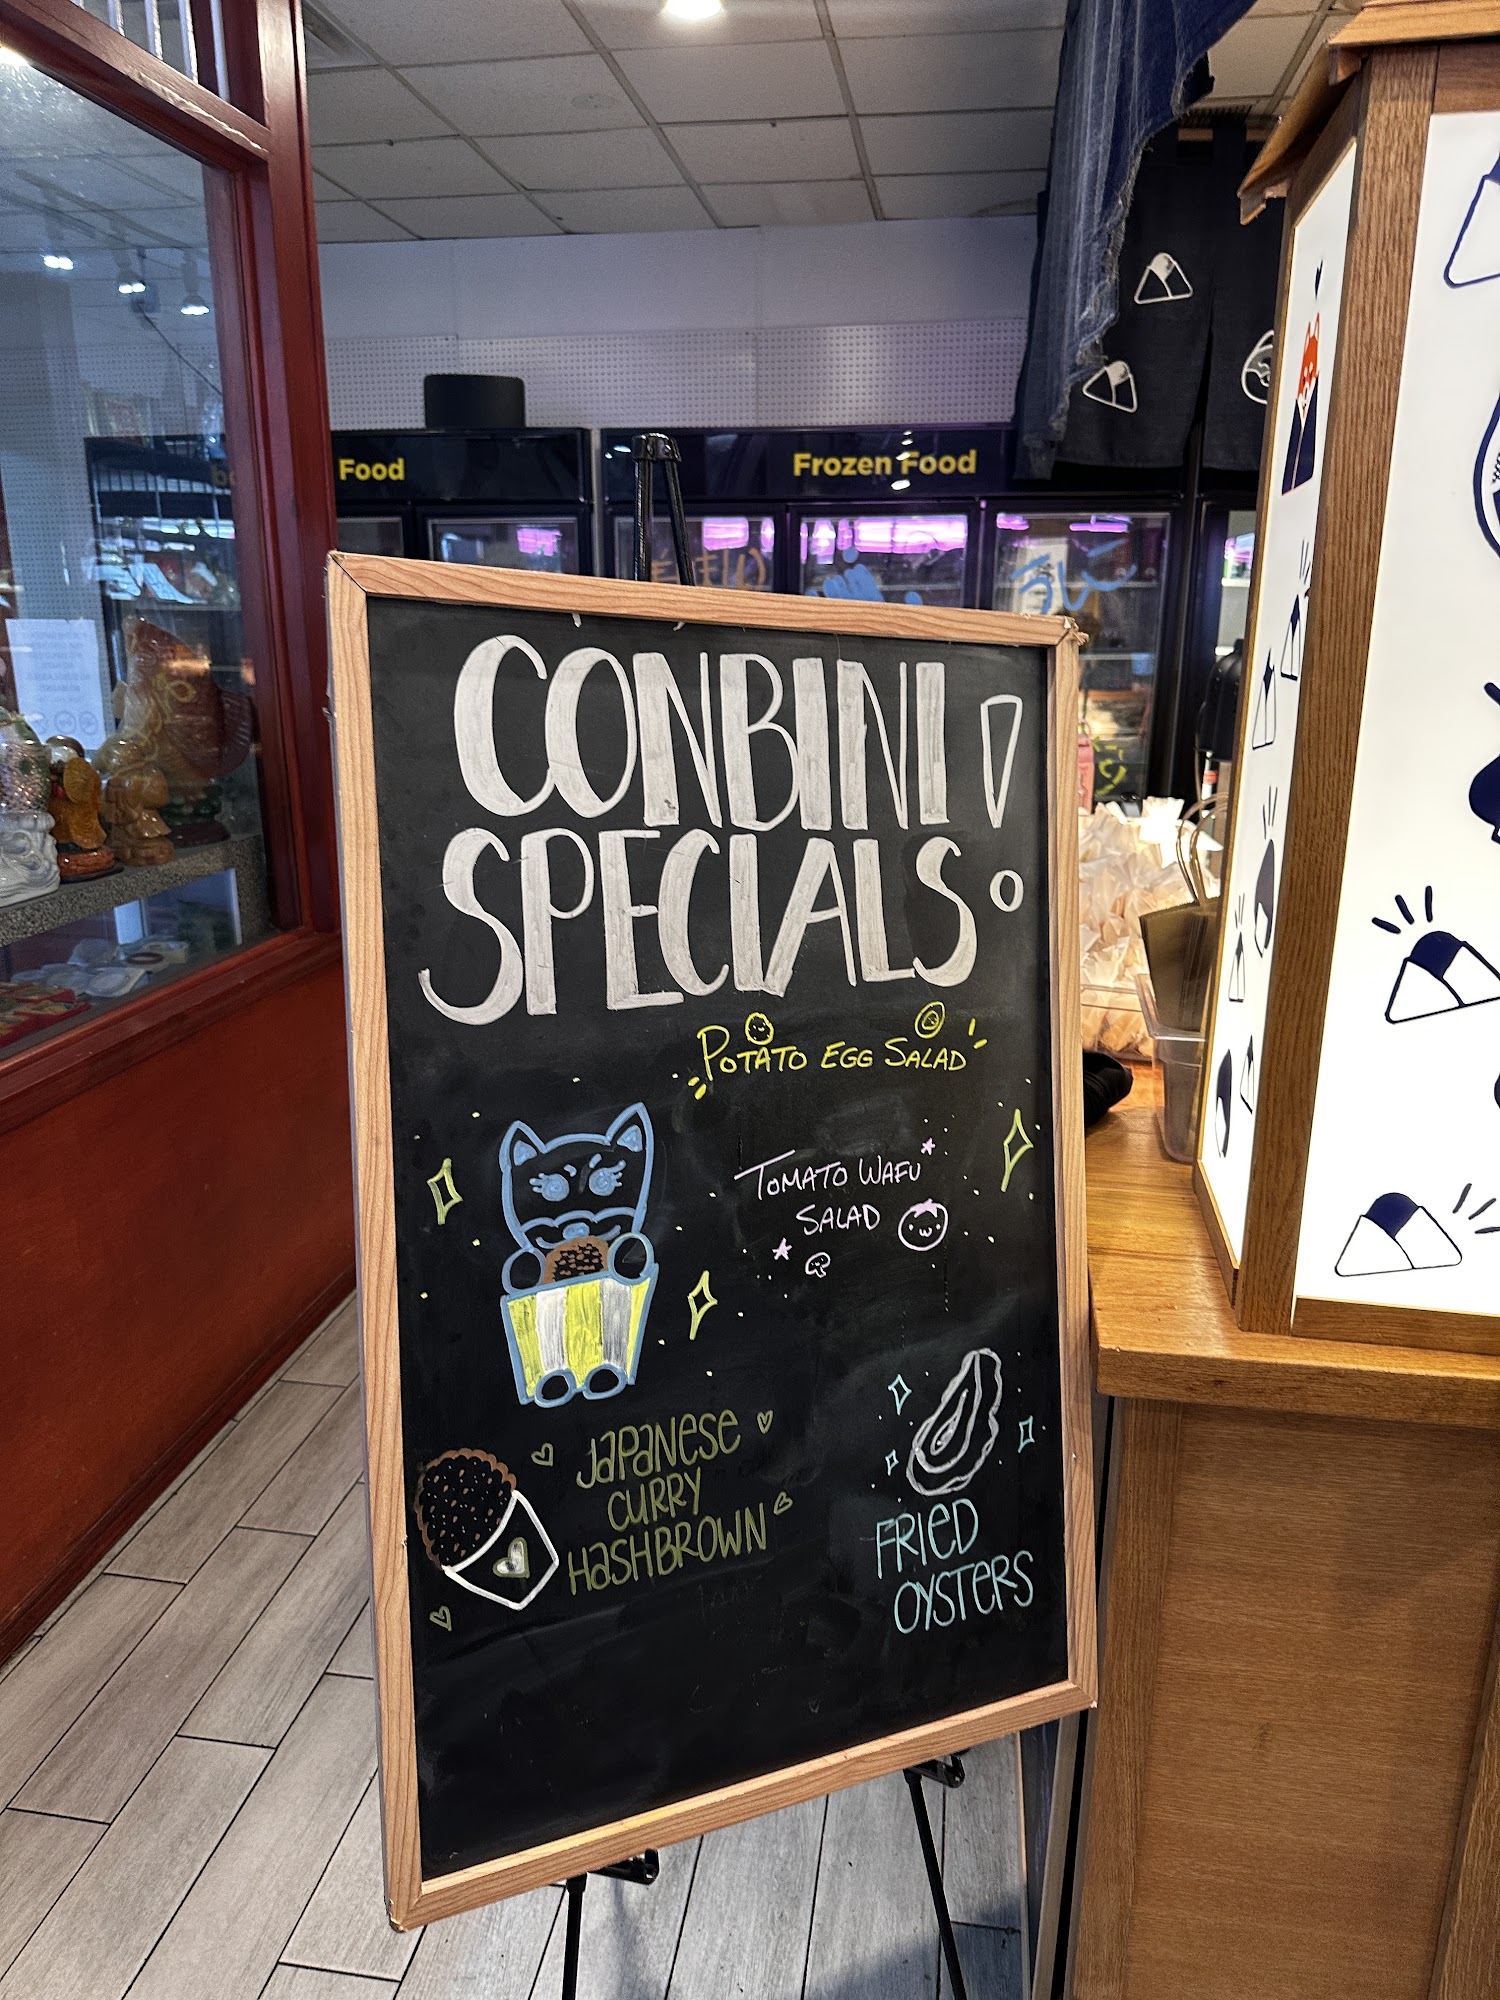 Food
Frozen Food
CONBINI
SPECIALS!
POTATO EGG SALAD
TOMATO WAFU
SALAD
JAPANESE
CURRY
HASHBROWN
FRIED
OYSTERS